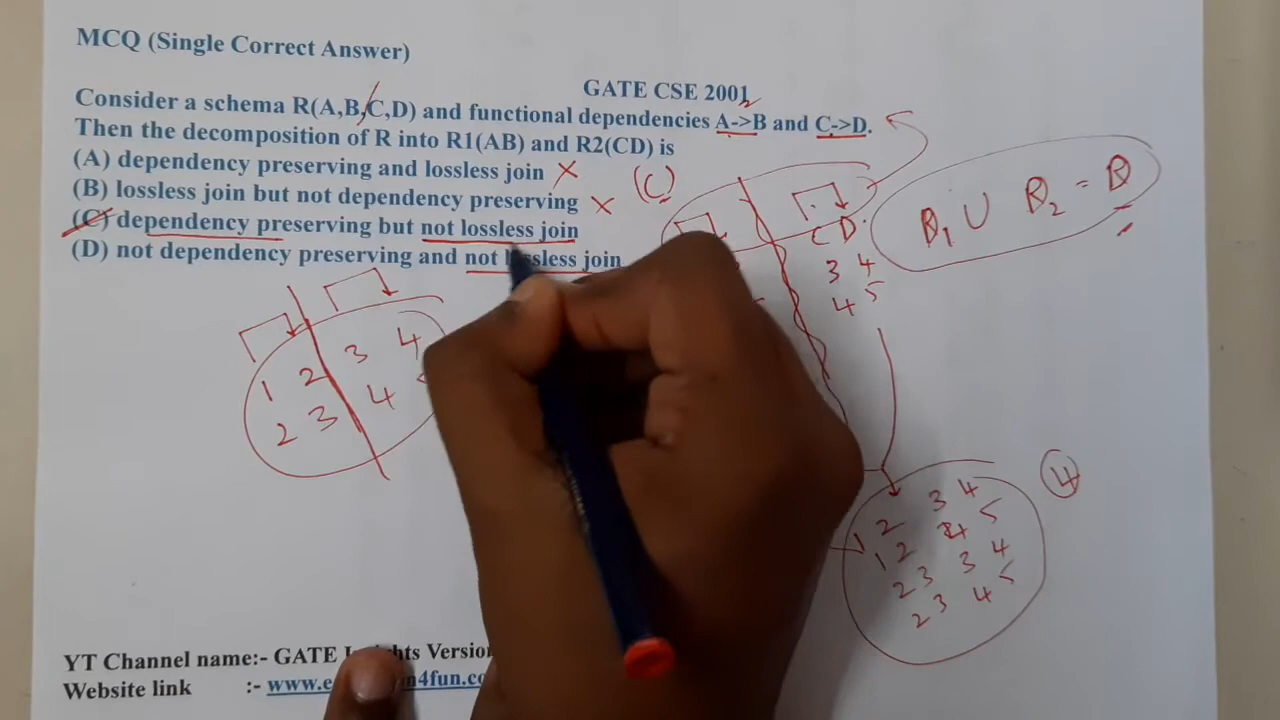 MCQ (Single Correct Answer)
GATE CSE 2001
2
Consider a schema R(A,B,C,D) and functional dependencies A->B and C->D.
Then the decomposition of R into R1(AB) and R2(CD) is
(A) dependency preserving and lossless join ×
(B) lossless join but not dependency preserving ×
(C)
(C) dependency preserving but not lossless join
(D) not dependency preserving and not lossless join
R1 ∪ R2 = R
C D
3 4
4 5
1 2 3 4
2 3 4
4
1 2 3 4
1 2 4 5
2 3 3 4
2 3 4 5
YT Channel name:- GATE Versio
Website link :- www.e